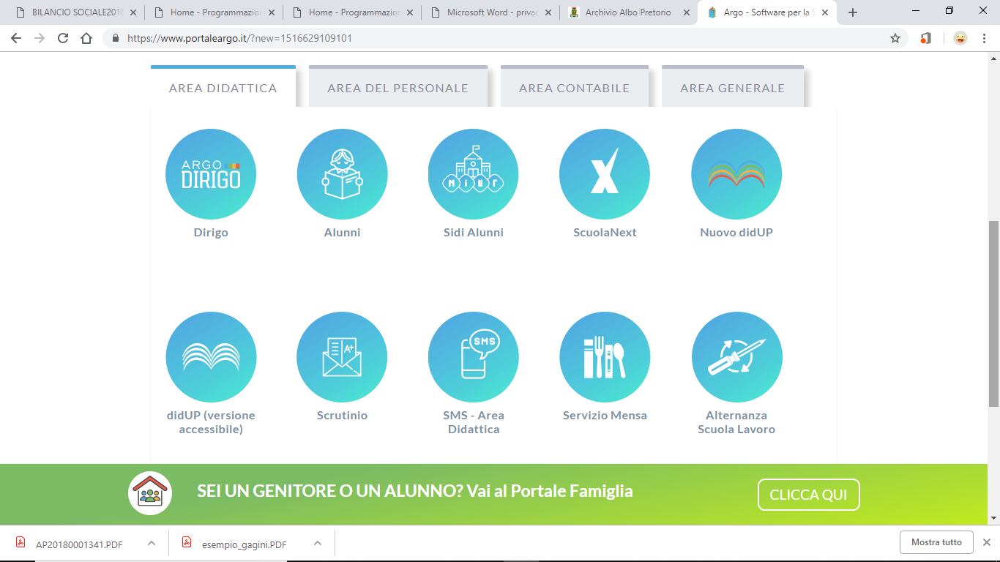 BILANCIO SOCIALE2018
Home - Programmazion
Home - Programmazion
Microsoft Word - privac
Archivio Albo Pretorio
Argo - Software per la S
https://www.portaleargo.it/?new=1516629109101
AREA DIDATTICA
AREA DEL PERSONALE
AREA CONTABILE
AREA GENERALE
ARGO
DIRIGO
MIUR
X
Dirigo
Alunni
Sidi Alunni
ScuolaNext
Nuovo didUP
A+
SMS
didUP (versione
accessibile)
Scrutinio
SMS - Area
Didattica
Servizio Mensa
Alternanza
Scuola Lavoro
SEI UN GENITORE O UN ALUNNO? Vai al Portale Famiglia
CLICCA QUI
AP20180001341.PDF
esempio_gagini.PDF
Mostra tutto